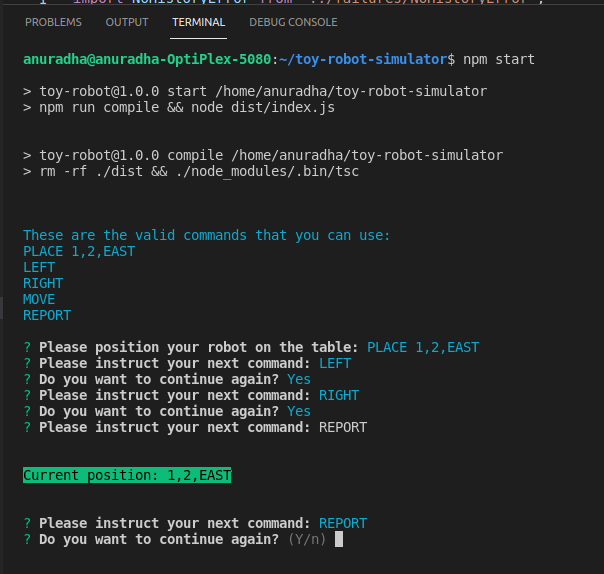 import NoHistoryError from '../failures/NoHistoryError';
PROBLEMS OUTPUT TERMINAL DEBUG CONSOLE
anuradha@anuradha-OptiPlex-5080:~/toy-robot-simulator$ npm start
> toy-robot@1.0.0 start /home/anuradha/toy-robot-simulator
> npm run compile && node dist/index.js
> toy-robot@1.0.0 compile /home/anuradha/toy-robot-simulator
> rm -rf ./dist && ./node_modules/.bin/tsc
These are the valid commands that you can use:
PLACE 1,2,EAST
LEFT
RIGHT
MOVE
REPORT
? Please position your robot on the table: PLACE 1,2,EAST
? Please instruct your next command: LEFT
? Do you want to continue again? Yes
? Please instruct your next command: RIGHT
? Do you want to continue again? Yes
? Please instruct your next command: REPORT
Current position: 1,2,EAST
? Please instruct your next command: REPORT
? Do you want to continue again? (Y/n)